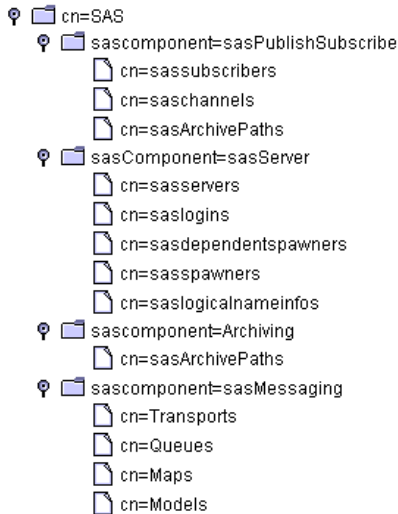 cn=SAS
sascomponent=sasPublishSubscribe
cn=sassubscribers
cn=saschannels
cn=sasArchivePaths
sasComponent=sasServer
cn=sasservers
cn=saslogins
cn=sasdependentspawners
cn=sasspawners
cn=saslogicalnameinfos
sascomponent=Archiving
cn=sasArchivePaths
sascomponent=sasMessaging
cn=Transports
cn=Queues
cn=Maps
cn=Models